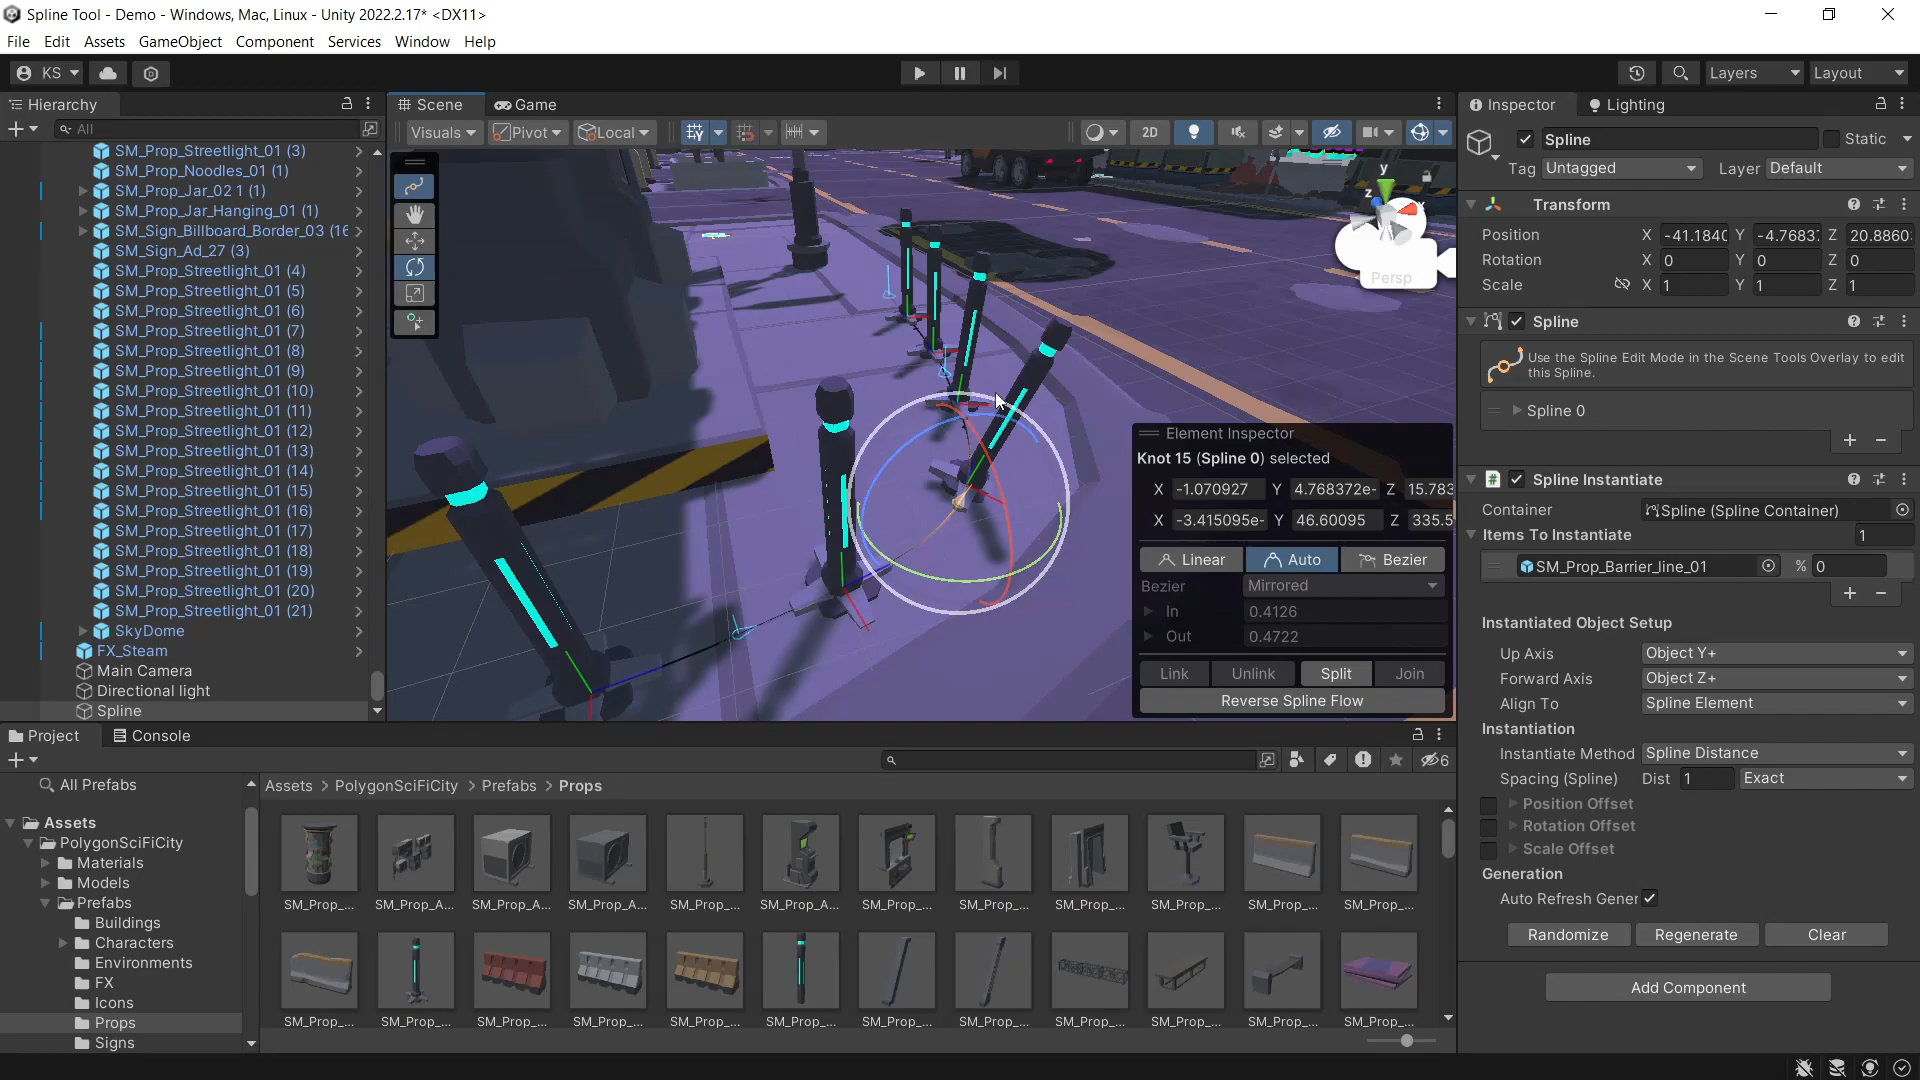 Spline Tool - Demo - Windows, Mac, Linux - Unity 2022.2.17* <DX11>
File Edit Assets GameObject Component Services Window Help
KS
Layers
Layout
Hierarchy
All
SM_Prop_Streetlight_01 (3)
SM_Prop_Noodles_01 (1)
SM_Prop_Jar_02 1 (1)
SM_Prop_Jar_Hanging_01 (1)
SM_Sign_Billboard_Border_03 (16
SM_Sign_Ad_27 (3)
SM_Prop_Streetlight_01 (4)
SM_Prop_Streetlight_01 (5)
SM_Prop_Streetlight_01 (6)
SM_Prop_Streetlight_01 (7)
SM_Prop_Streetlight_01 (8)
SM_Prop_Streetlight_01 (9)
SM_Prop_Streetlight_01 (10)
SM_Prop_Streetlight_01 (11)
SM_Prop_Streetlight_01 (12)
SM_Prop_Streetlight_01 (13)
SM_Prop_Streetlight_01 (14)
SM_Prop_Streetlight_01 (15)
SM_Prop_Streetlight_01 (16)
SM_Prop_Streetlight_01 (17)
SM_Prop_Streetlight_01 (18)
SM_Prop_Streetlight_01 (19)
SM_Prop_Streetlight_01 (20)
SM_Prop_Streetlight_01 (21)
SkyDome
FX_Steam
Main Camera
Directional light
Spline
Scene Game
Visuals Pivot Local 2D
y
z
x
Persp
Element Inspector
Knot 15 (Spline 0) selected
X -1.070927 Y 4.768372e- Z 15.783
X -3.415095e- Y 46.60095 Z 335.5
Linear Auto Bezier
Bezier Mirrored
In 0.4126
Out 0.4722
Link Unlink Split Join
Reverse Spline Flow
Inspector Lighting
Spline Static
Tag Untagged Layer Default
Transform
Position X -41.1840 Y -4.7683 Z 20.8860
Rotation X 0 Y 0 Z 0
Scale X 1 Y 1 Z 1
Spline
Use the Spline Edit Mode in the Scene Tools Overlay to edit
this Spline.
Spline 0
+ −
Spline Instantiate
Container Spline (Spline Container)
Items To Instantiate 1
SM_Prop_Barrier_line_01 % 0
+ −
Instantiated Object Setup
Up Axis Object Y+
Forward Axis Object Z+
Align To Spline Element
Instantiation
Instantiate Method Spline Distance
Spacing (Spline) Dist 1 Exact
Position Offset
Rotation Offset
Scale Offset
Generation
Auto Refresh Gener
Randomize Regenerate Clear
Add Component
Project Console
6
All Prefabs
Assets
PolygonSciFiCity
Materials
Models
Prefabs
Buildings
Characters
Environments
FX
Icons
Props
Signs
Assets > PolygonSciFiCity > Prefabs > Props
SM_Prop_... SM_Prop_A... SM_Prop_A... SM_Prop_A... SM_Prop_... SM_Prop_A... SM_Prop_... SM_Prop_... SM_Prop_... SM_Prop_... SM_Prop_... SM_Prop_...
SM_Prop_... SM_Prop_... SM_Prop_... SM_Prop_... SM_Prop_... SM_Prop_... SM_Prop_... SM_Prop_... SM_Prop_... SM_Prop_... SM_Prop_... SM_Prop_...